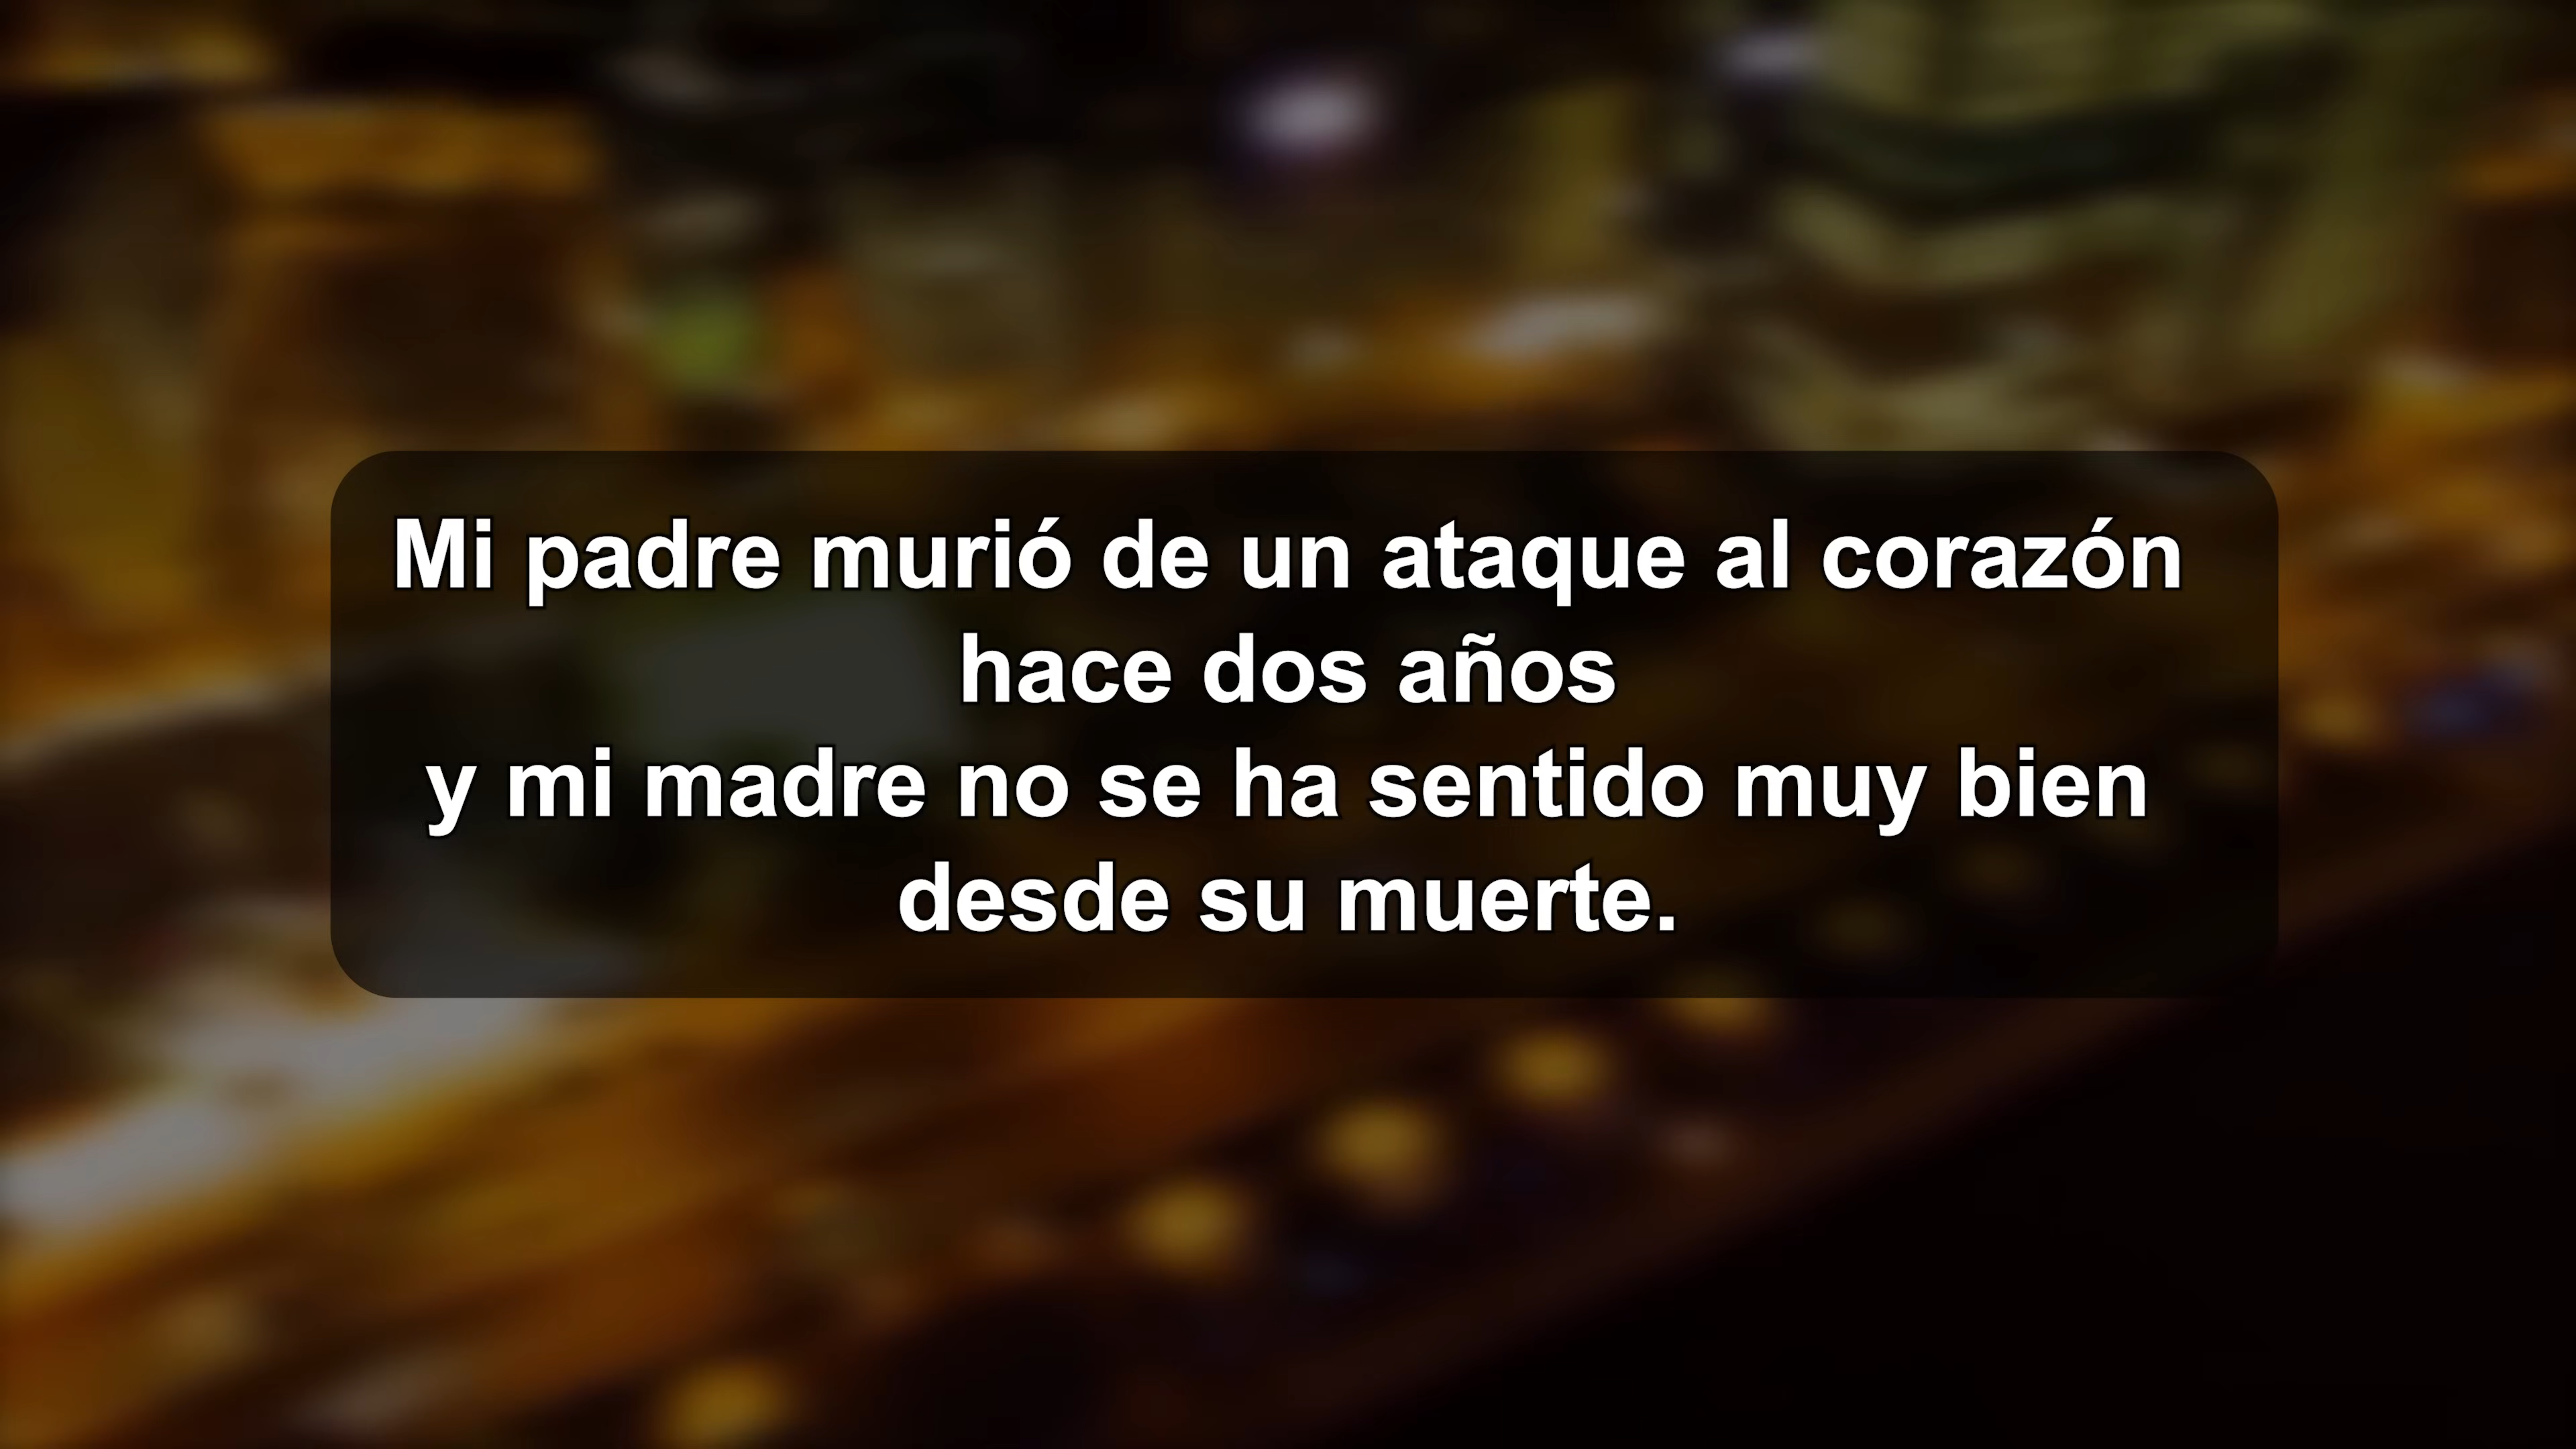 Mi padre murió de un ataque al corazón
hace dos años
y mi madre no se ha sentido muy bien
desde su muerte.